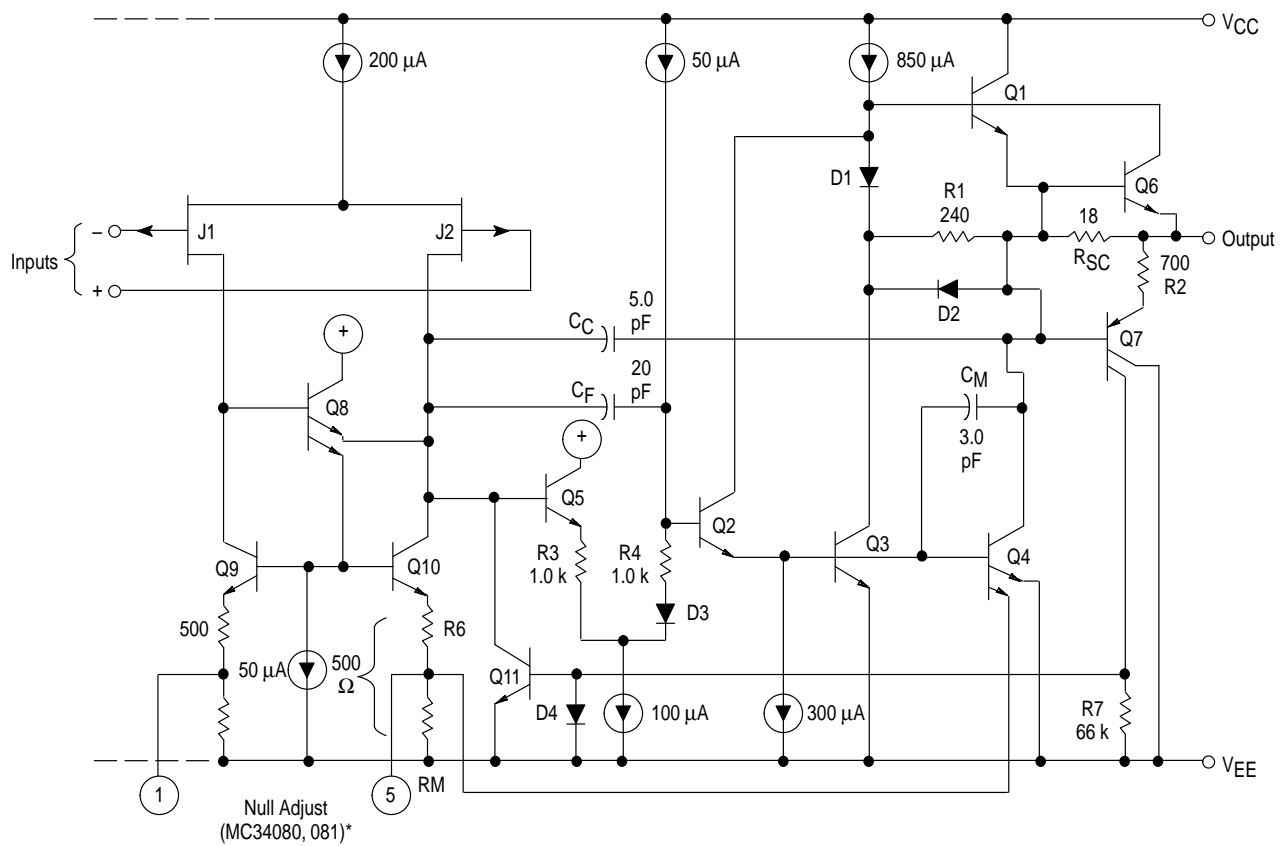 VCC
200 µA
50 µA
850 µA
Q1
D1
R1
240
Q6
18
RSC
Output
–
J1
J2
Inputs
+
700
R2
D2
5.0
pF
CC
+
Q7
20
pF
CF
CM
3.0
pF
Q8
+
Q5
Q2
R3
1.0 k
R4
1.0 k
Q3
Q4
Q9
Q10
D3
500
R6
50 µA
500
Ω
Q11
D4
100 µA
300 µA
R7
66 k
VEE
1
5
RM
Null Adjust
(MC34080, 081)*